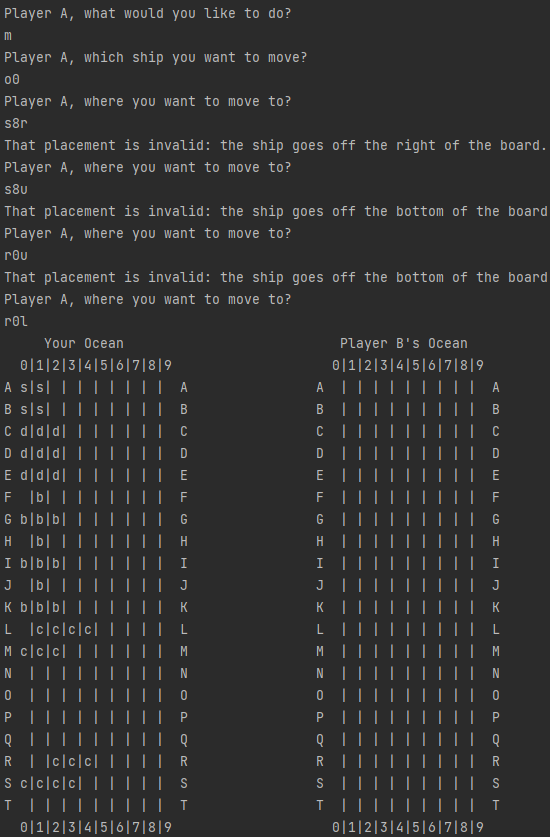 Player A, what would you like to do?
m
Player A, which ship you want to move?
o0
Player A, where you want to move to?
s8r
That placement is invalid: the ship goes off the right of the board.
Player A, where you want to move to?
s8u
That placement is invalid: the ship goes off the bottom of the board
Player A, where you want to move to?
r0u
That placement is invalid: the ship goes off the bottom of the board
Player A, where you want to move to?
r0l
     Your Ocean                           Player B's Ocean
  0|1|2|3|4|5|6|7|8|9                    0|1|2|3|4|5|6|7|8|9
A s|s| | | | | | | |  A                A  | | | | | | | | |  A
B s|s| | | | | | | |  B                B  | | | | | | | | |  B
C d|d|d| | | | | | |  C                C  | | | | | | | | |  C
D d|d|d| | | | | | |  D                D  | | | | | | | | |  D
E d|d|d| | | | | | |  E                E  | | | | | | | | |  E
F  |b| | | | | | | |  F                F  | | | | | | | | |  F
G b|b|b| | | | | | |  G                G  | | | | | | | | |  G
H  |b| | | | | | | |  H                H  | | | | | | | | |  H
I b|b|b| | | | | | |  I                I  | | | | | | | | |  I
J  |b| | | | | | | |  J                J  | | | | | | | | |  J
K b|b|b| | | | | | |  K                K  | | | | | | | | |  K
L  |c|c|c|c| | | | |  L                L  | | | | | | | | |  L
M c|c|c| | | | | | |  M                M  | | | | | | | | |  M
N  | | | | | | | | |  N                N  | | | | | | | | |  N
O  | | | | | | | | |  O                O  | | | | | | | | |  O
P  | | | | | | | | |  P                P  | | | | | | | | |  P
Q  | | | | | | | | |  Q                Q  | | | | | | | | |  Q
R  | |c|c|c| | | | |  R                R  | | | | | | | | |  R
S c|c|c|c| | | | | |  S                S  | | | | | | | | |  S
T  | | | | | | | | |  T                T  | | | | | | | | |  T
  0|1|2|3|4|5|6|7|8|9                    0|1|2|3|4|5|6|7|8|9